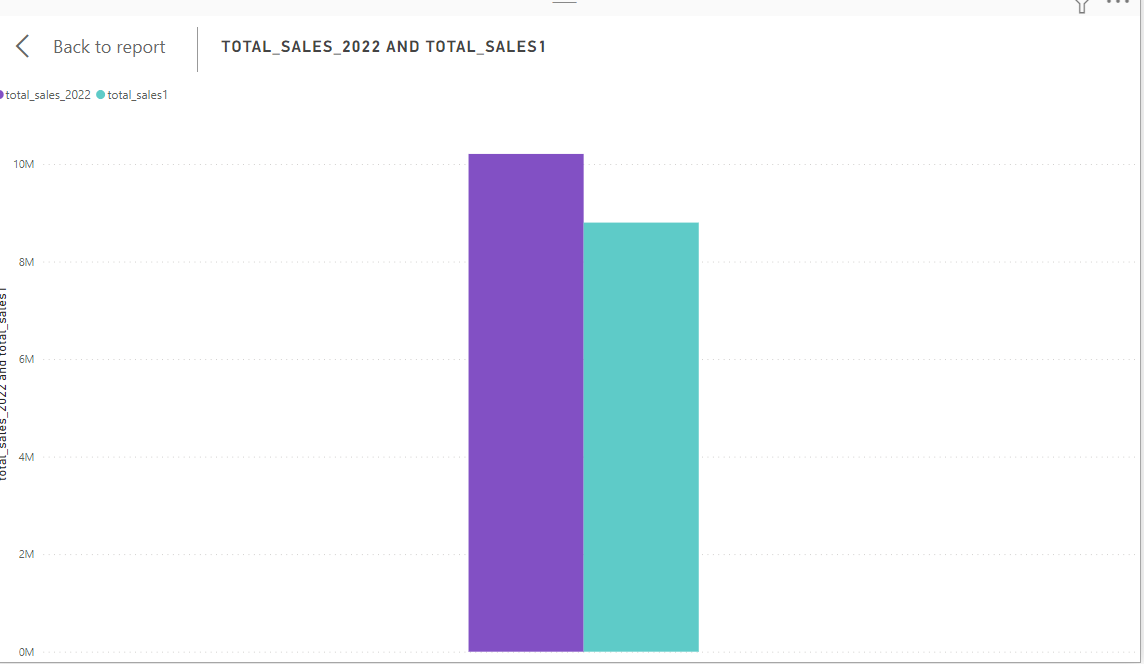 Back to report
TOTAL_SALES_2022 AND TOTAL_SALES1
total_sales_2022 total_sales1
10M
8M
6M
4M
2M
0M
total_sales_2022 and total_sales1